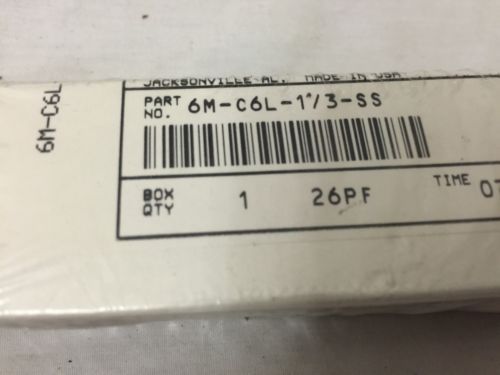 JACKSONVILLE AL. MADE IN USA
PART NO. 6M-C6L-1"/3-SS
BOX QTY 1 26PF TIME 07
6M-C6L